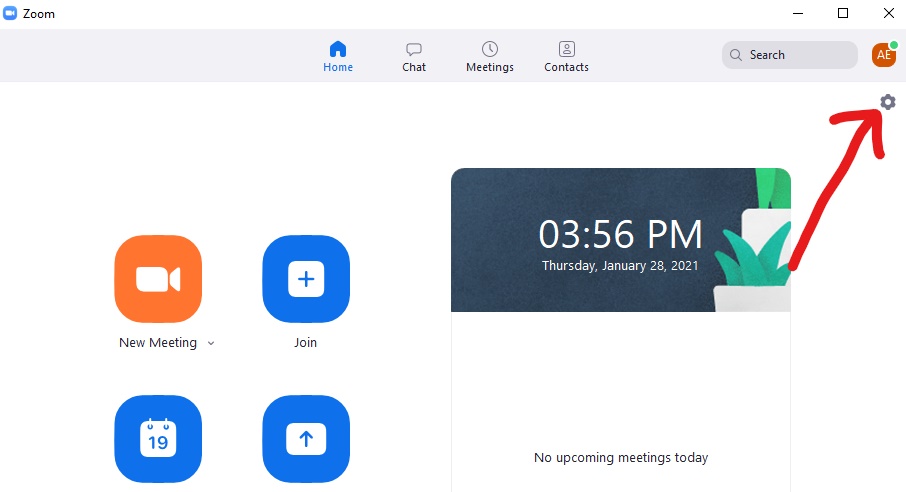 Zoom
Home
Chat
Meetings
Contacts
Search
AE
03:56 PM
Thursday, January 28, 2021
New Meeting
Join
19
No upcoming meetings today